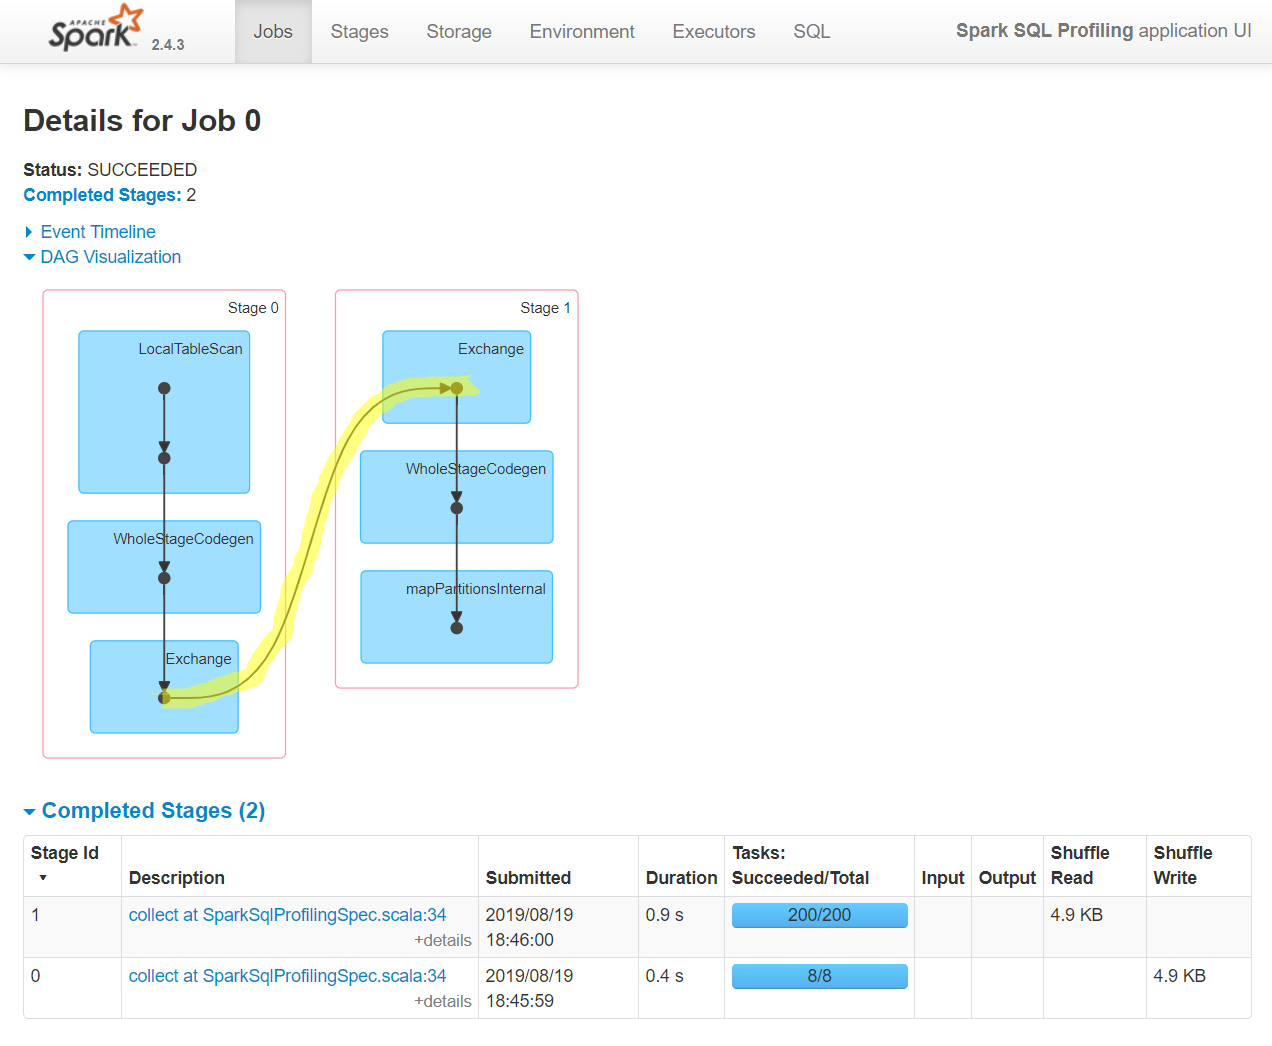 APACHE
Spark 2.4.3
Jobs
Stages
Storage
Environment
Executors
SQL
Spark SQL Profiling application UI
Details for Job 0
Status: SUCCEEDED
Completed Stages: 2
Event Timeline
DAG Visualization
Stage 0
LocalTableScan
WholeStageCodegen
Exchange
Stage 1
Exchange
WholeStageCodegen
mapPartitionsInternal
Completed Stages (2)
Stage Id
Description
Submitted
Duration
Tasks: Succeeded/Total
Input
Output
Shuffle Read
Shuffle Write
1
collect at SparkSqlProfilingSpec.scala:34
+details
2019/08/19
18:46:00
0.9 s
200/200
4.9 KB
0
collect at SparkSqlProfilingSpec.scala:34
+details
2019/08/19
18:45:59
0.4 s
8/8
4.9 KB